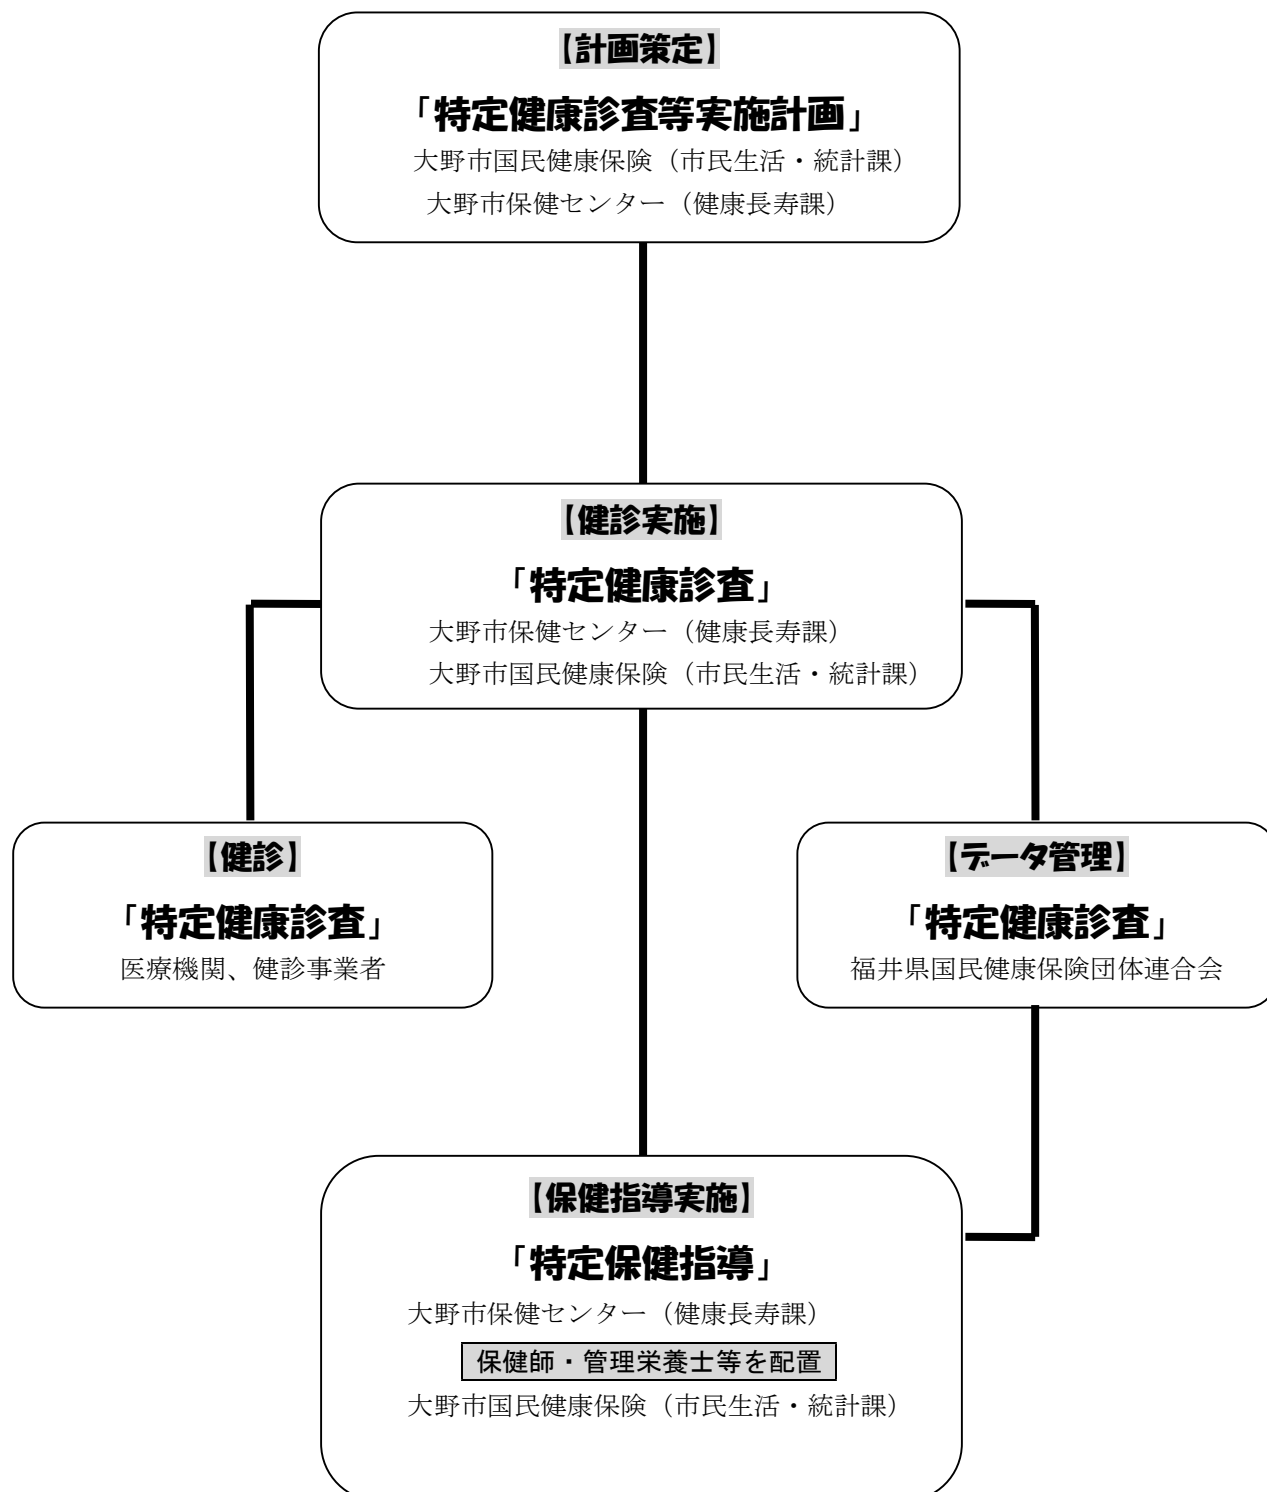 【計画策定】
「特定健康診査等実施計画」
大野市国民健康保険（市民生活・統計課）
大野市保健センター（健康長寿課）
【健診実施】
「特定健康診査」
大野市保健センター（健康長寿課）
大野市国民健康保険（市民生活・統計課）
【健診】
「特定健康診査」
医療機関、健診事業者
【データ管理】
「特定健康診査」
福井県国民健康保険団体連合会
【保健指導実施】
「特定保健指導」
大野市保健センター（健康長寿課）
保健師・管理栄養士等を配置
大野市国民健康保険（市民生活・統計課）